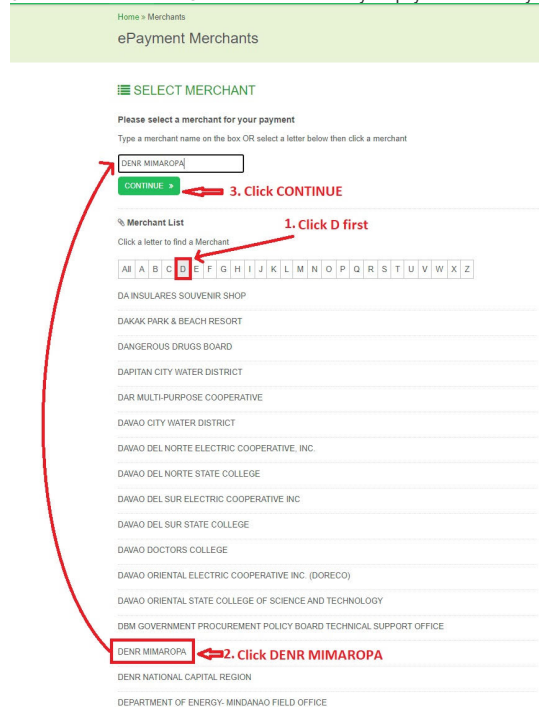 Home » Merchants
ePayment Merchants
SELECT MERCHANT
Please select a merchant for your payment
Type a merchant name on the box OR select a letter below then click a merchant
DENR MIMAROPA
CONTINUE »
3. Click CONTINUE
Merchant List
1. Click D first
Click a letter to find a Merchant
All A B C D E F G H I J K L M N O P Q R S T U V W X Z
DA INSULARES SOUVENIR SHOP
DAKAK PARK & BEACH RESORT
DANGEROUS DRUGS BOARD
DAPITAN CITY WATER DISTRICT
DAR MULTI-PURPOSE COOPERATIVE
DAVAO CITY WATER DISTRICT
DAVAO DEL NORTE ELECTRIC COOPERATIVE, INC.
DAVAO DEL NORTE STATE COLLEGE
DAVAO DEL SUR ELECTRIC COOPERATIVE INC
DAVAO DEL SUR STATE COLLEGE
DAVAO DOCTORS COLLEGE
DAVAO ORIENTAL ELECTRIC COOPERATIVE INC. (DORECO)
DAVAO ORIENTAL STATE COLLEGE OF SCIENCE AND TECHNOLOGY
DBM GOVERNMENT PROCUREMENT POLICY BOARD TECHNICAL SUPPORT OFFICE
DENR MIMAROPA
2. Click DENR MIMAROPA
DENR NATIONAL CAPITAL REGION
DEPARTMENT OF ENERGY- MINDANAO FIELD OFFICE